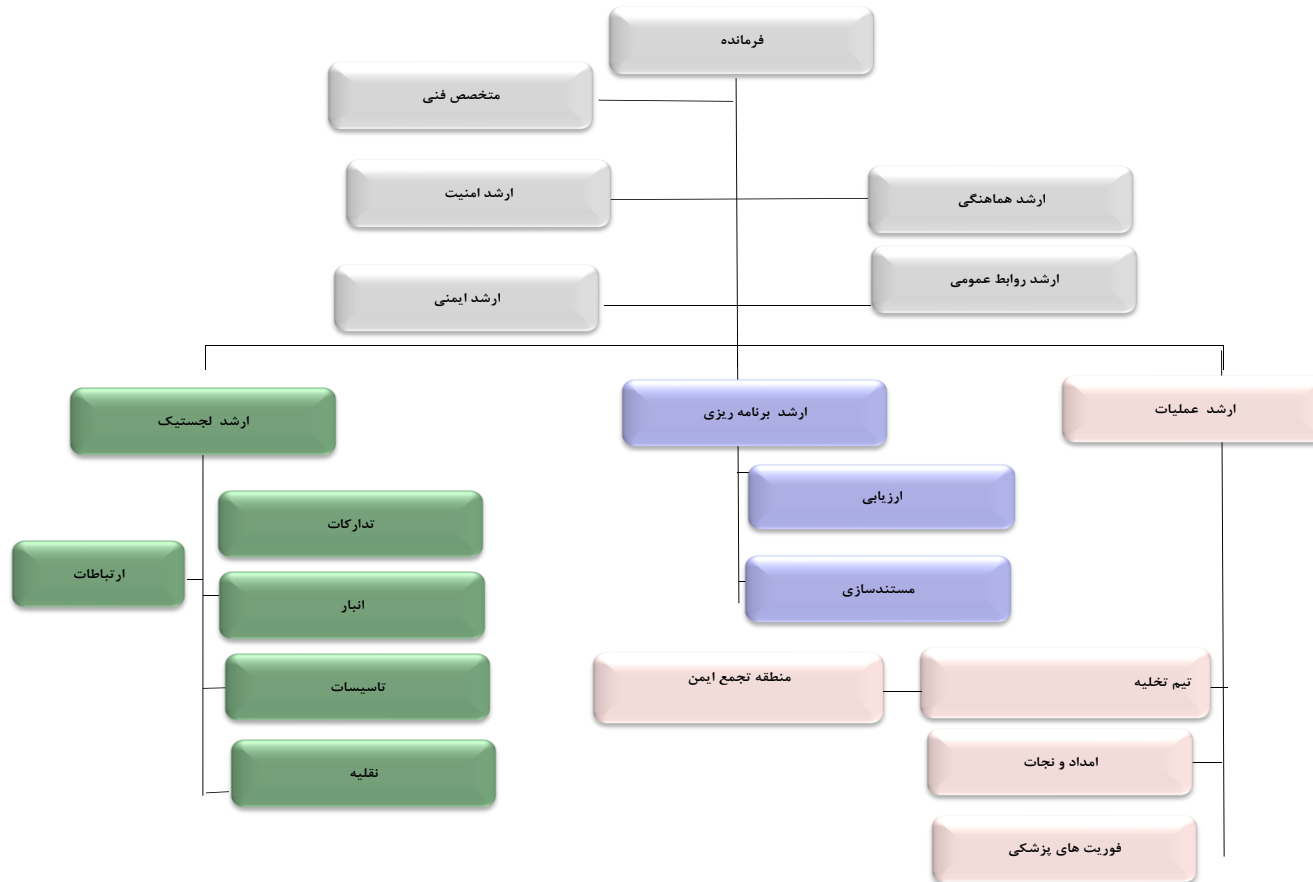 فرمانده
متخصص فنی
ارشد امنیت
ارشد هماهنگی
ارشد روابط عمومی
ارشد ایمنی
ارشد عملیات
ارشد برنامه ریزی
ارشد لجستیک
ارزیابی
مستندسازی
تدارکات
ارتباطات
انبار
تاسیسات
نقلیه
تیم تخلیه
منطقه تجمع ایمن
امداد و نجات
فوریت های پزشکی